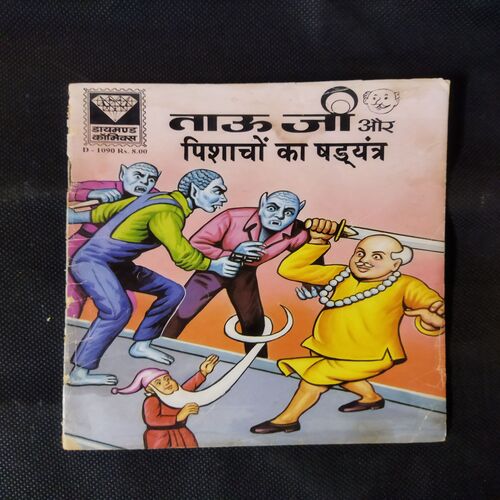 डायमण्ड
कॉमिक्स
D - 1090 Rs. 8.00
ताऊ जी और
पिशाचों का षड्यंत्र